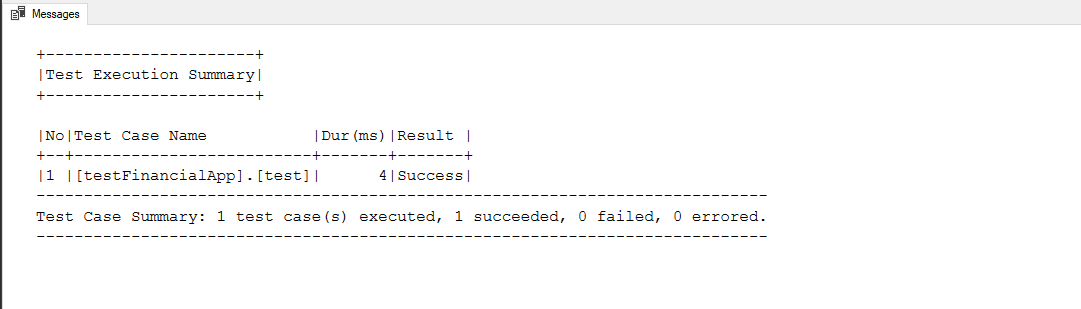 Messages
+----------------------+
|Test Execution Summary|
+----------------------+
|No|Test Case Name           |Dur(ms)|Result |
+--+-------------------------+-------+-------+
|1 |[testFinancialApp].[test]|      4|Success|
-----------------------------------------------------------------------------
Test Case Summary: 1 test case(s) executed, 1 succeeded, 0 failed, 0 errored.
-----------------------------------------------------------------------------